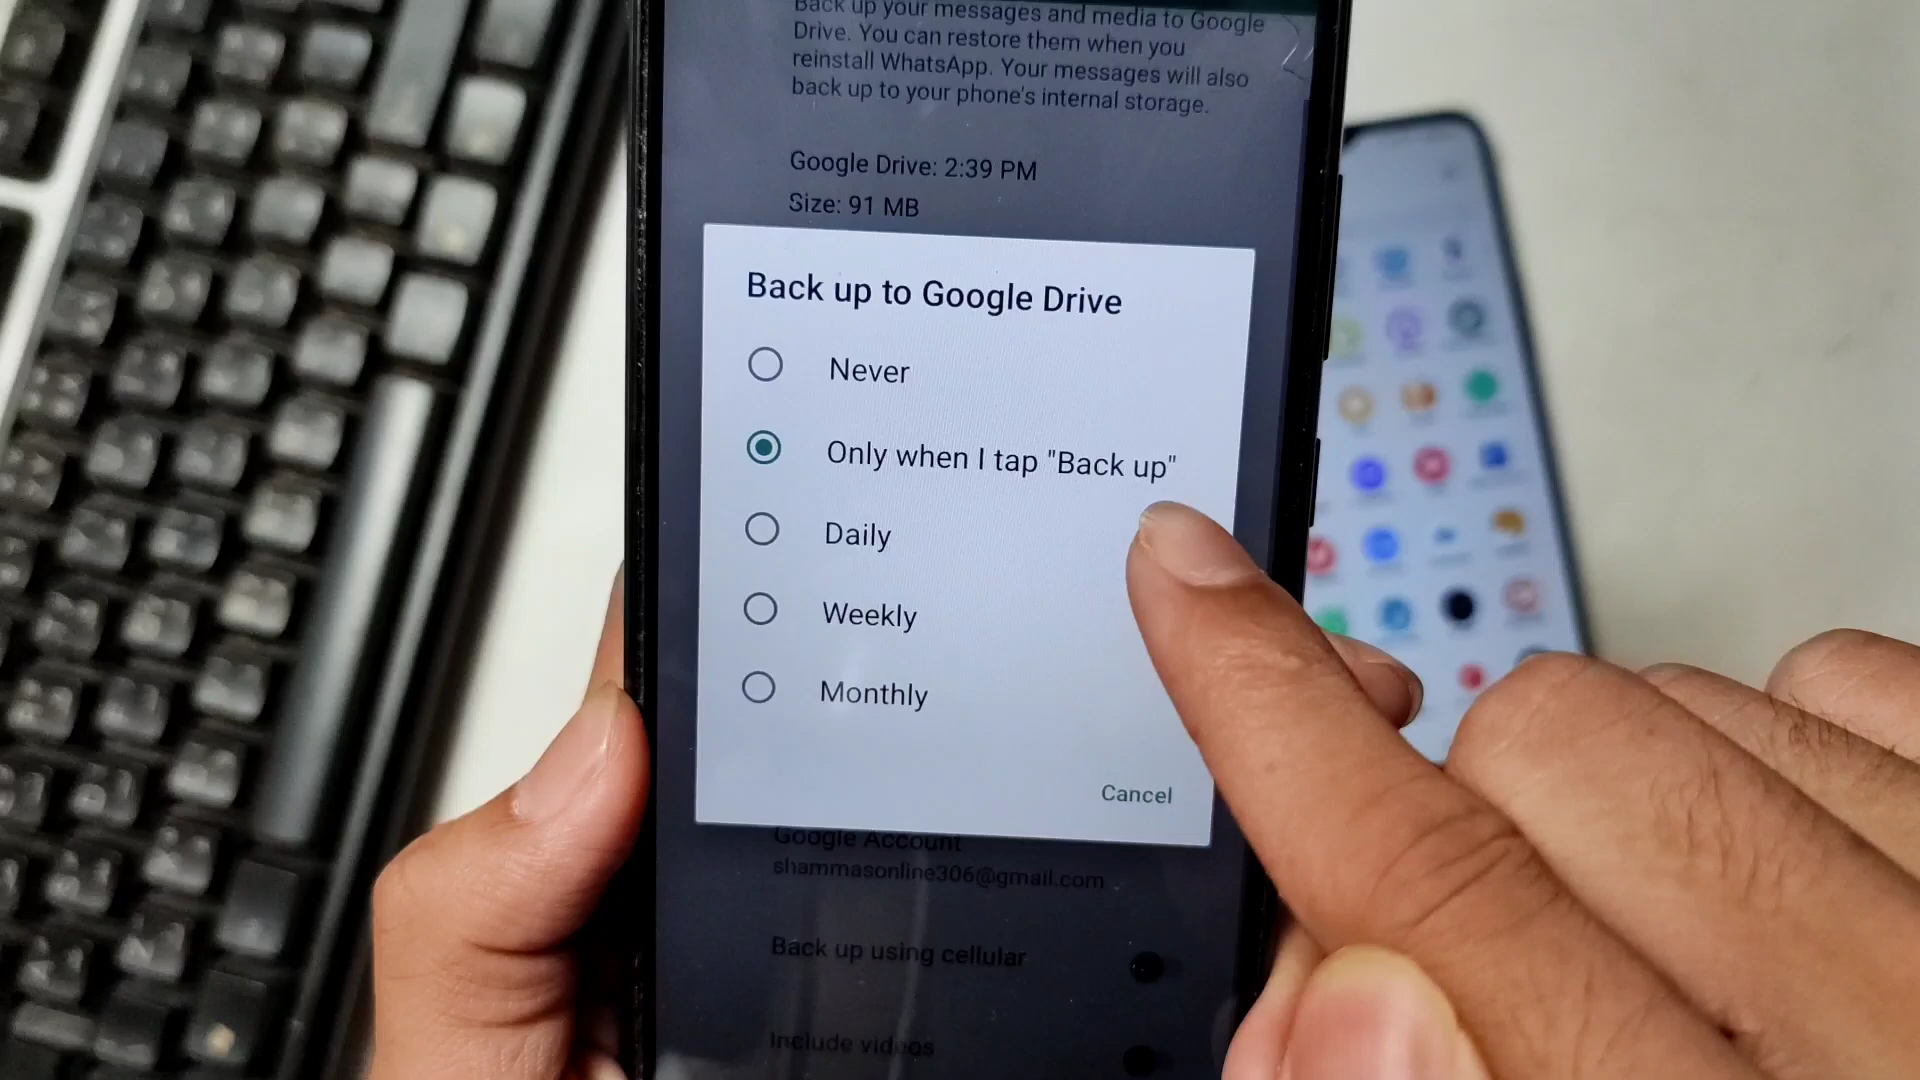 Back up your messages and media to Google
Drive. You can restore them when you
reinstall WhatsApp. Your messages will also
back up to your phone's internal storage.
Google Drive: 2:39 PM
Size: 91 MB
Back up to Google Drive
Never
Only when I tap "Back up"
Daily
Weekly
Monthly
Cancel
Google Account
shammasonline306@gmail.com
Back up using cellular
Include videos